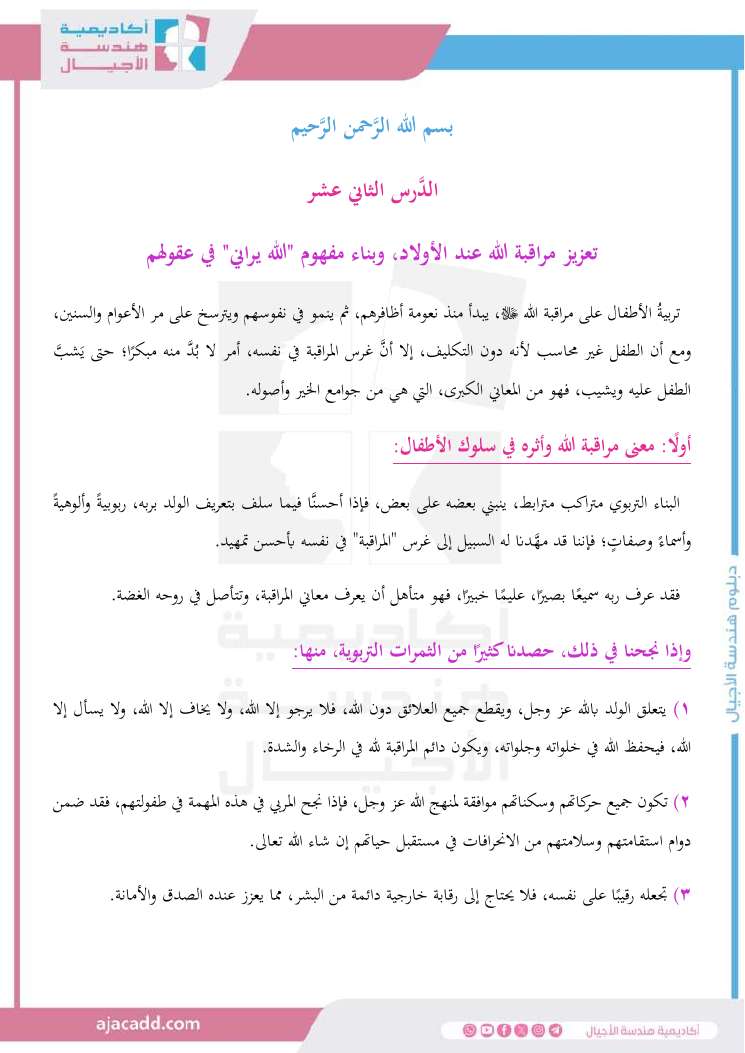 أكاديمية
هندسة
الأجيال
بسم الله الرَّحمن الرَّحيم
الدَّرس الثاني عشر
تعزيز مراقبة الله عند الأولاد، وبناء مفهوم "الله يراني" في عقولهم
تربيةُ الأطفال على مراقبة الله ﷻ، يبدأ منذ نعومة أظافرهم، ثم ينمو في نفوسهم ويترسخ على مر الأعوام والسنين،
ومع أن الطفل غير محاسب لأنه دون التكليف، إلا أنَّ غرس المراقبة في نفسه، أمر لا بُدَّ منه مبكرًا؛ حتى يَشبَّ
الطفل عليه ويشيب، فهو من المعاني الكبرى، التي هي من جوامع الخير وأصوله.
أولًا: معنى مراقبة الله وأثره في سلوك الأطفال:
البناء التربوي متراكب مترابط، ينبني بعضه على بعض، فإذا أحسنَّا فيما سلف بتعريف الولد بربه، ربوبيةً وألوهيةً
وأسماءً وصفاتٍ؛ فإننا قد مهَّدنا له السبيل إلى غرس "المراقبة" في نفسه بأحسن تمهيد.
فقد عرف ربه سميعًا بصيرًا، عليمًا خبيرًا، فهو متأهل أن يعرف معاني المراقبة، وتتأصل في روحه الغضة.
وإذا نجحنا في ذلك، حصدنا كثيرًا من الثمرات التربوية، منها:
١) يتعلق الولد بالله عز وجل، ويقطع جميع العلائق دون الله، فلا يرجو إلا الله، ولا يخاف إلا الله، ولا يسأل إلا
الله، فيحفظ الله في خلواته وجلواته، ويكون دائم المراقبة لله في الرخاء والشدة.
٢) تكون جميع حركاتهم وسكناتهم موافقة لمنهج الله عز وجل، فإذا نجح المربي في هذه المهمة في طفولتهم، فقد ضمن
دوام استقامتهم وسلامتهم من الانحرافات في مستقبل حياتهم إن شاء الله تعالى.
٣) تجعله رقيبًا على نفسه، فلا يحتاج إلى رقابة خارجية دائمة من البشر، مما يعزز عنده الصدق والأمانة.
دبلوم هندسة الأجيال
أكاديمية هندسة الأجيال
ajacadd.com